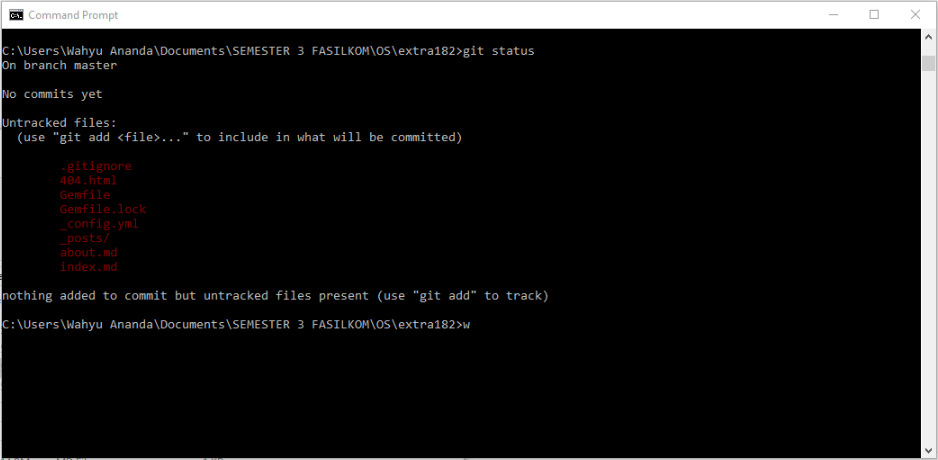 Command Prompt
C:\Users\Wahyu Ananda\Documents\SEMESTER 3 FASILKOM\OS\extra182>git status
On branch master
No commits yet
Untracked files:
(use "git add <file>..." to include in what will be committed)
.gitignore
404.html
Gemfile
Gemfile.lock
_config.yml
_posts/
about.md
index.md
nothing added to commit but untracked files present (use "git add" to track)
C:\Users\Wahyu Ananda\Documents\SEMESTER 3 FASILKOM\OS\extra182>w